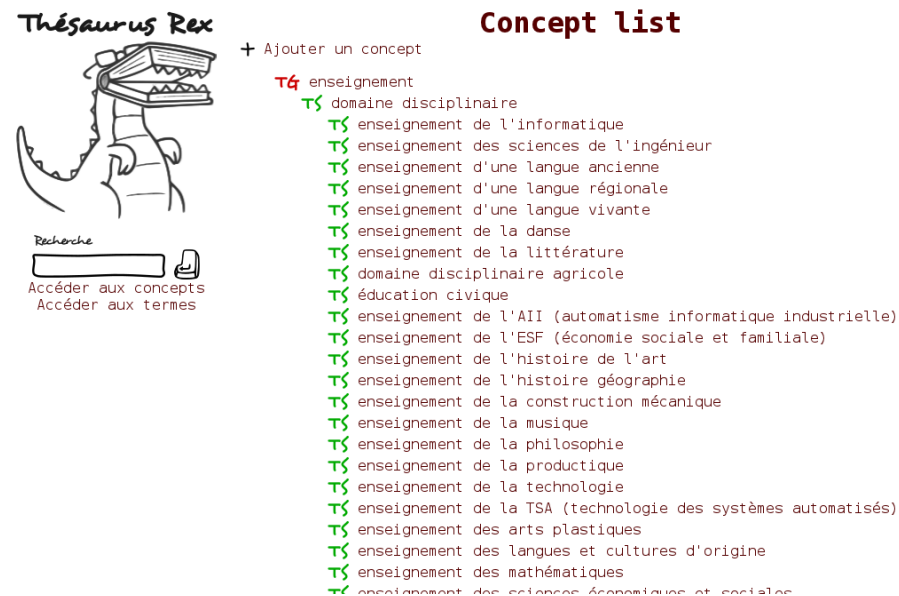 Thésaurus Rex
Recherche
Accéder aux concepts
Accéder aux termes
Concept list
+ Ajouter un concept
TG enseignement
TS domaine disciplinaire
TS enseignement de l'informatique
TS enseignement des sciences de l'ingénieur
TS enseignement d'une langue ancienne
TS enseignement d'une langue régionale
TS enseignement d'une langue vivante
TS enseignement de la danse
TS enseignement de la littérature
TS domaine disciplinaire agricole
TS éducation civique
TS enseignement de l'AII (automatisme informatique industrielle)
TS enseignement de l'ESF (économie sociale et familiale)
TS enseignement de l'histoire de l'art
TS enseignement de l'histoire géographie
TS enseignement de la construction mécanique
TS enseignement de la musique
TS enseignement de la philosophie
TS enseignement de la productique
TS enseignement de la technologie
TS enseignement de la TSA (technologie des systèmes automatisés)
TS enseignement des arts plastiques
TS enseignement des langues et cultures d'origine
TS enseignement des mathématiques
TS enseignement des sciences économiques et sociales